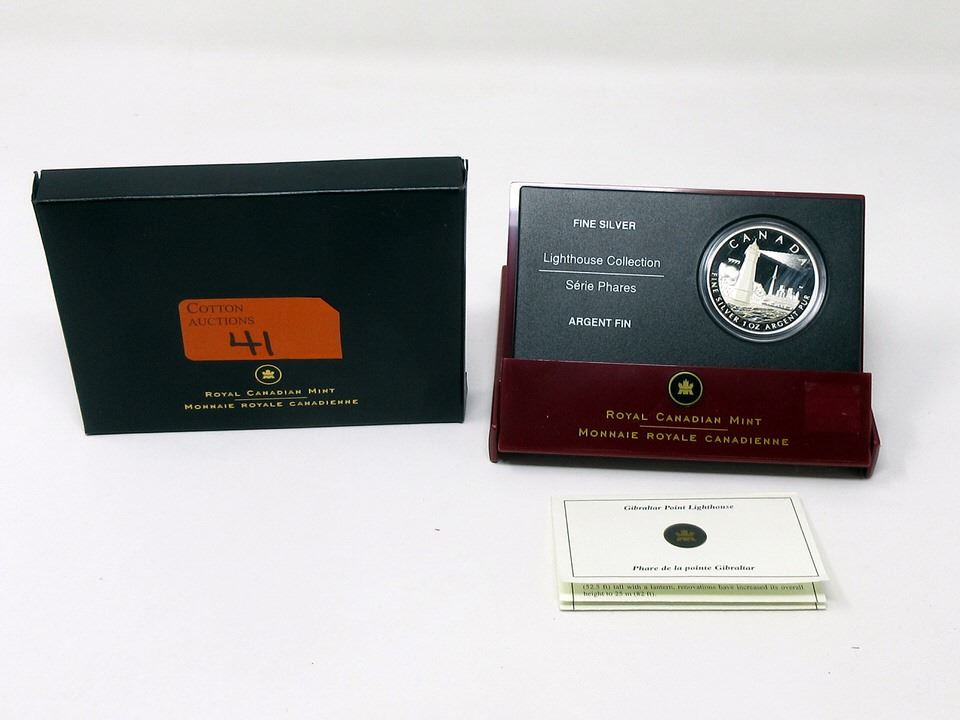 COTTON
AUCTIONS
41
ROYAL CANADIAN MINT
MONNAIE ROYALE CANADIENNE
FINE SILVER
Lighthouse Collection
Série Phares
ARGENT FIN
CANADA
9999
FINE SILVER 1 OZ ARGENT PUR
ROYAL CANADIAN MINT
MONNAIE ROYALE CANADIENNE
Gibraltar Point Lighthouse
Phare de la pointe Gibraltar
(52.5 ft) tall with a lantern, renovations have increased its overall
height to 25 m (82 ft).